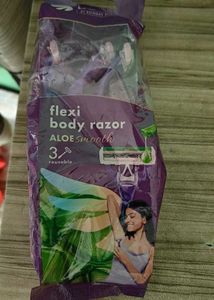 flexi
body razor
ALOE smooth
3
reusable